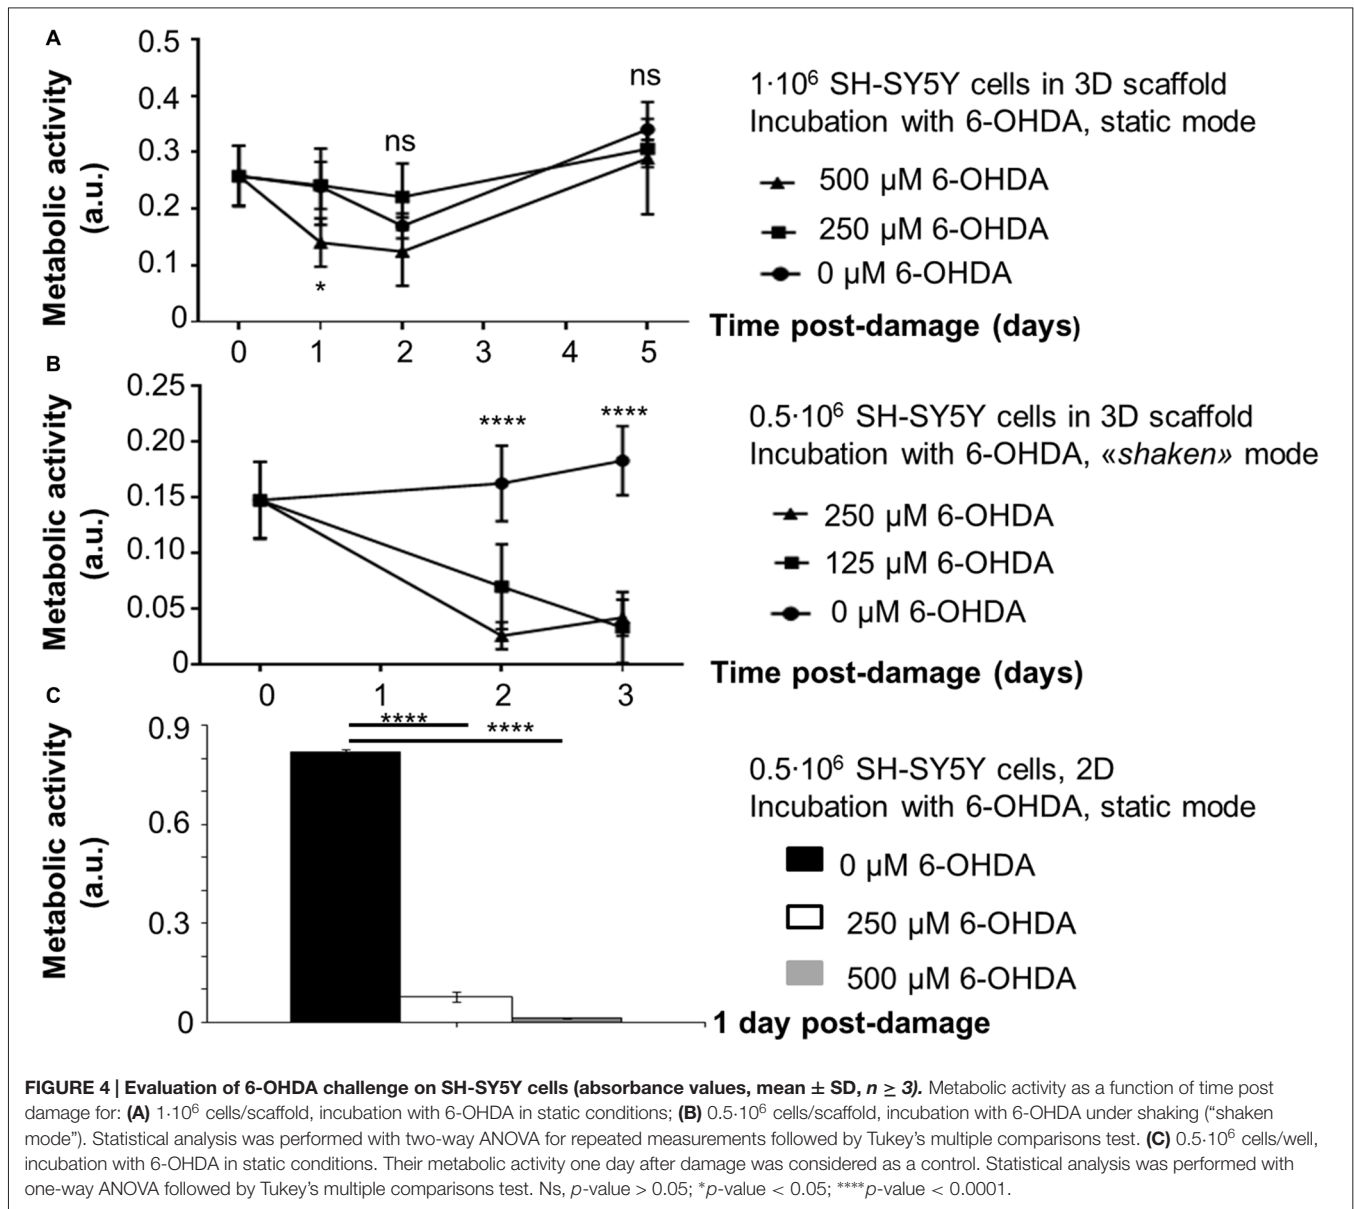 A
Metabolic activity
(a.u.)
0.5
0.4
0.3
0.2
0.1
0
ns
ns
*
0 1 2 3 4 5
Time post-damage (days)
1·10⁶ SH-SY5Y cells in 3D scaffold
Incubation with 6-OHDA, static mode
500 µM 6-OHDA
250 µM 6-OHDA
0 µM 6-OHDA
B
Metabolic activity
(a.u.)
0.25
0.20
0.15
0.10
0.05
0
****
****
0 1 2 3
Time post-damage (days)
0.5·10⁶ SH-SY5Y cells in 3D scaffold
Incubation with 6-OHDA, «shaken» mode
250 µM 6-OHDA
125 µM 6-OHDA
0 µM 6-OHDA
C
Metabolic activity
(a.u.)
0.9
0.6
0.3
0
****
****
1 day post-damage
0.5·10⁶ SH-SY5Y cells, 2D
Incubation with 6-OHDA, static mode
0 µM 6-OHDA
250 µM 6-OHDA
500 µM 6-OHDA
FIGURE 4 | Evaluation of 6-OHDA challenge on SH-SY5Y cells (absorbance values, mean ± SD, n ≥ 3). Metabolic activity as a function of time post
damage for: (A) 1·10⁶ cells/scaffold, incubation with 6-OHDA in static conditions; (B) 0.5·10⁶ cells/scaffold, incubation with 6-OHDA under shaking (“shaken
mode”). Statistical analysis was performed with two-way ANOVA for repeated measurements followed by Tukey’s multiple comparisons test. (C) 0.5·10⁶ cells/well,
incubation with 6-OHDA in static conditions. Their metabolic activity one day after damage was considered as a control. Statistical analysis was performed with
one-way ANOVA followed by Tukey’s multiple comparisons test. Ns, p-value > 0.05; *p-value < 0.05; ****p-value < 0.0001.